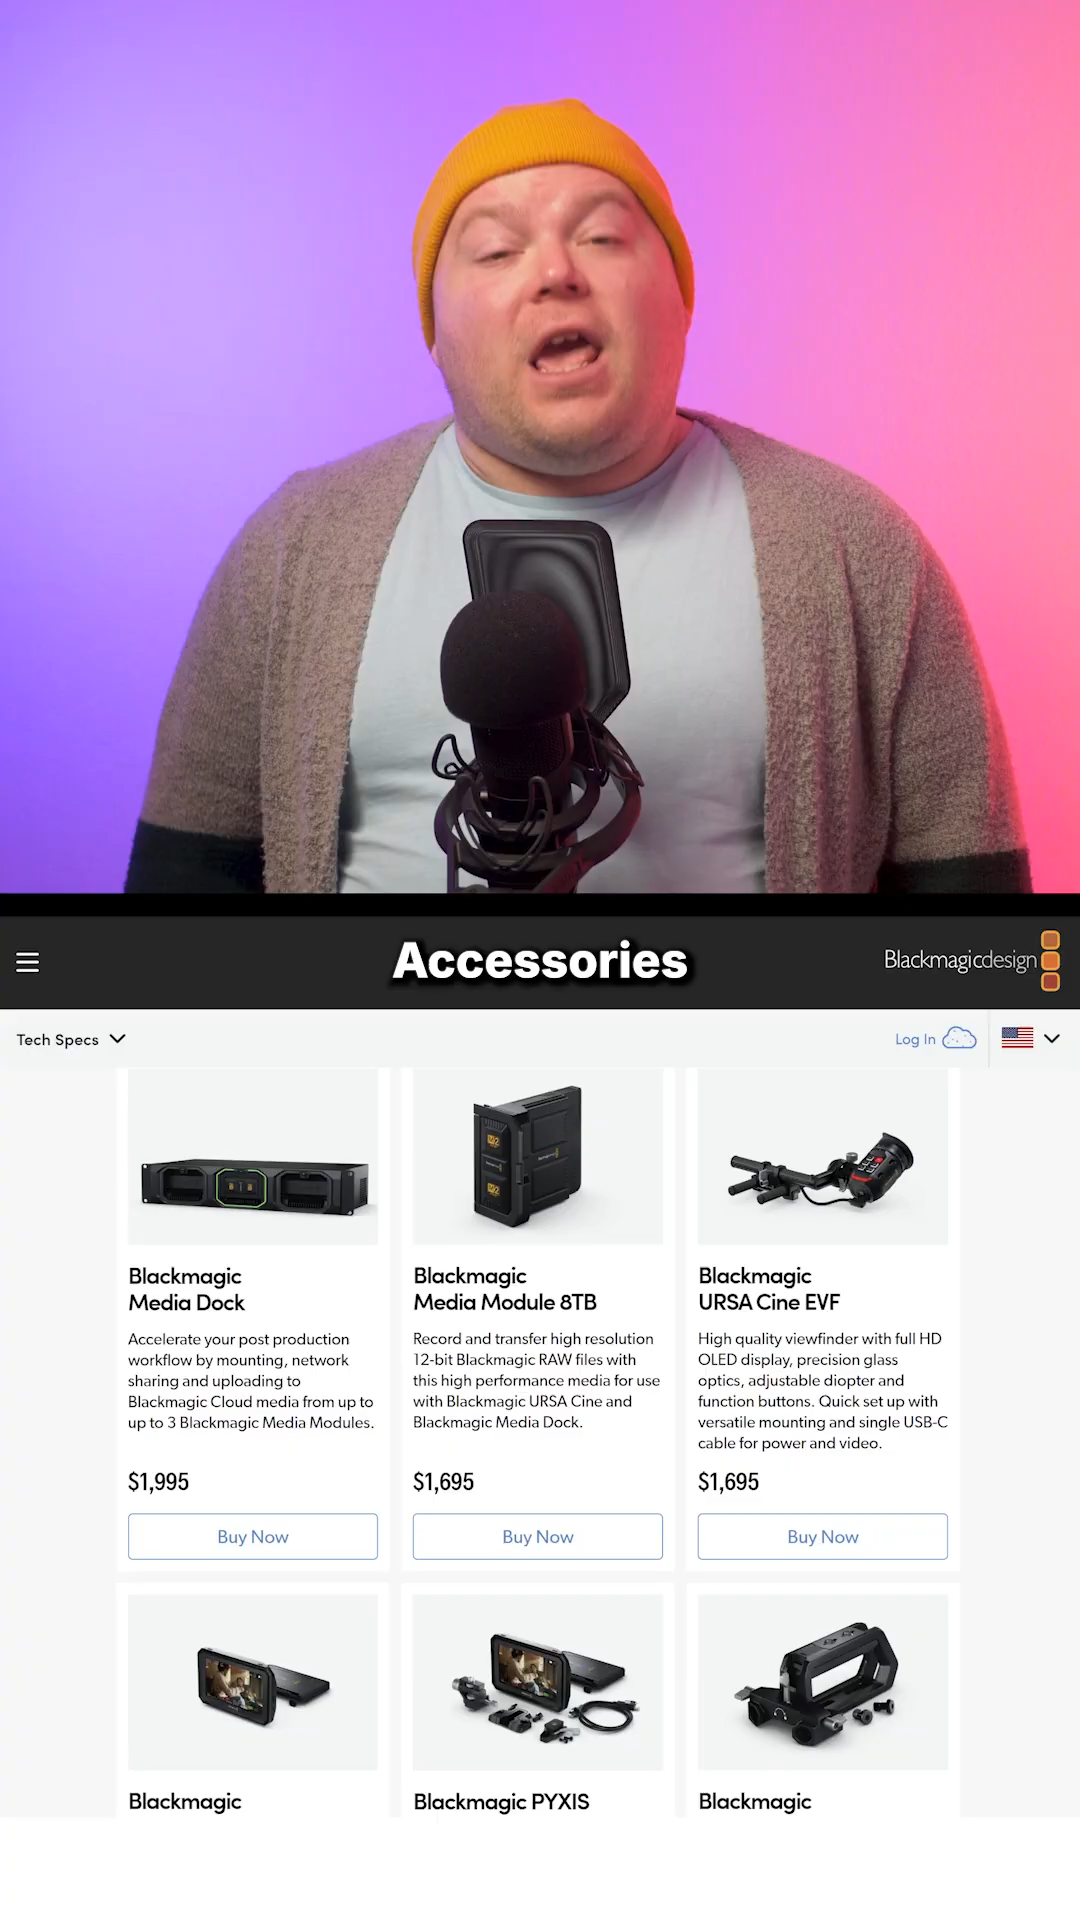 Accessories
Blackmagicdesign
Tech Specs
Log In
Blackmagic
Media Dock
Accelerate your post production
workflow by mounting, network
sharing and uploading to
Blackmagic Cloud media from up to
up to 3 Blackmagic Media Modules.
$1,995
Buy Now
Blackmagic
Media Module 8TB
Record and transfer high resolution
12-bit Blackmagic RAW files with
this high performance media for use
with Blackmagic URSA Cine and
Blackmagic Media Dock.
$1,695
Buy Now
Blackmagic
URSA Cine EVF
High quality viewfinder with full HD
OLED display, precision glass
optics, adjustable diopter and
function buttons. Quick set up with
versatile mounting and single USB-C
cable for power and video.
$1,695
Buy Now
Blackmagic
Blackmagic PYXIS
Blackmagic